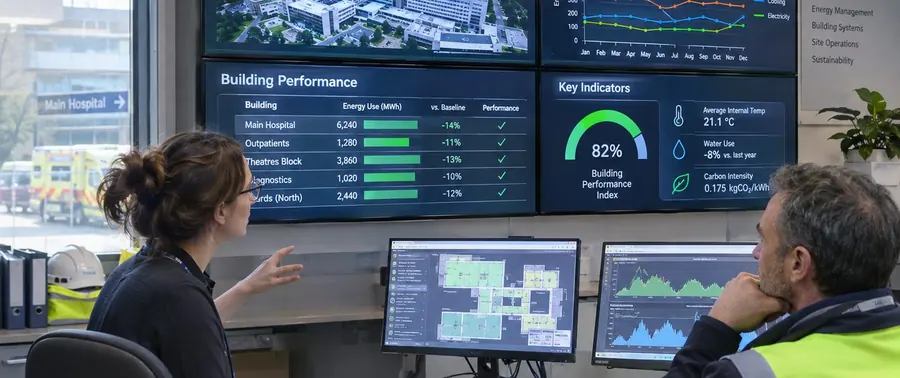 Main Hospital →
300
200
100
0
Jan Feb Mar Apr May Jun Jul Aug Sep Oct Nov Dec
Cooling
Electricity
Energy Management
Building Systems
Site Operations
Sustainability
Building Performance
Building Energy Use (MWh) vs. Baseline Performance
Main Hospital 6,240 -14% ✓
Outpatients 1,280 -11% ✓
Theatres Block 3,860 -13% ✓
agnostics 1,020 -10% ✓
ards (North) 2,440 -12% ✓
Key Indicators
82%
Building
Performance
Index
Average Internal Temp
21.1 °C
Water Use
-8% vs. last year
Carbon Intensity
0.175 kgCO₂/kWh